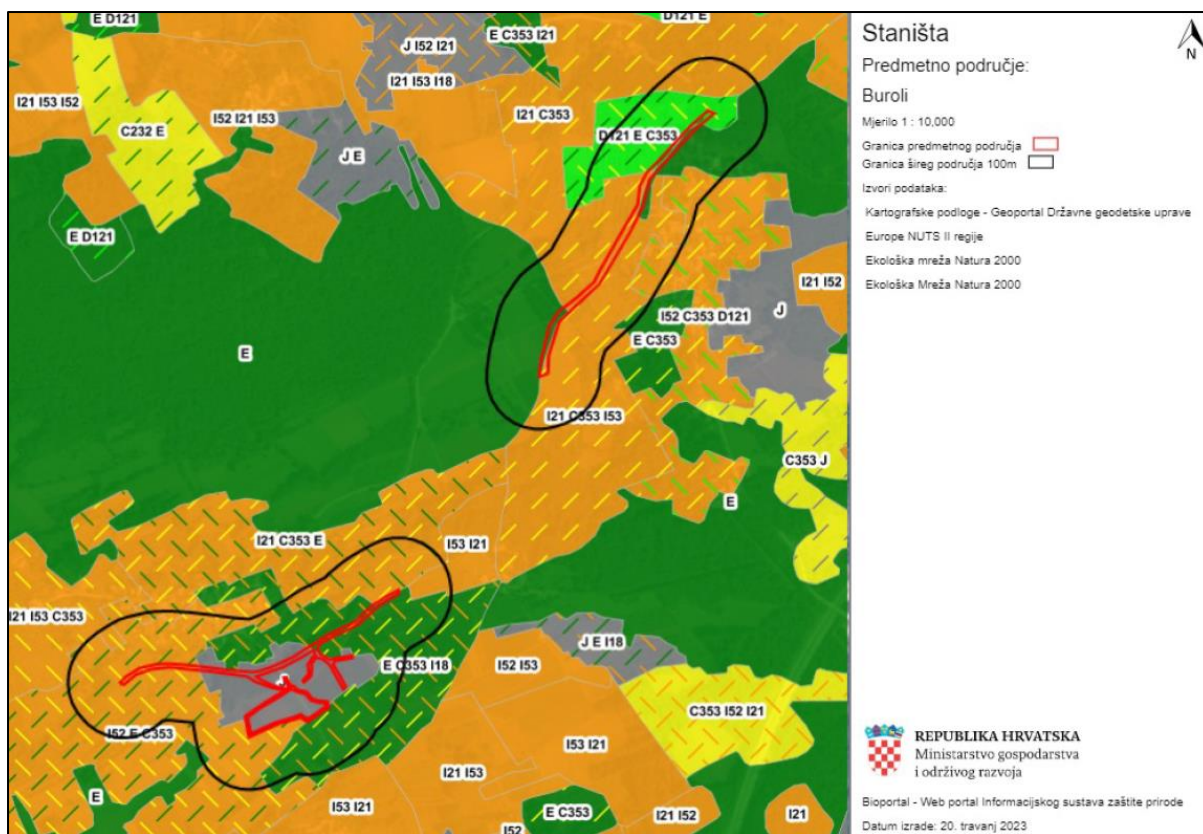 E D121
J I52 I21
E C353 I21
D121 E
I21 I53 I52
I21 I53 I18
C232 E
I52 I21 I53
I21 C353
D121 E C353
J E
E D121
I21 I52
J
I52 C353 D121
E
E C353
I21 C353 I53
C353 J
E
I21 C353 E
I53 I21
I21 I53 C353
J E I18
E C353 I18
I52 I53
C353 I52 I21
I52 E C353
I53 I21
I21 I53
E
I53 I21
E C353
I21 I52
I21
I52
Staništa
N
Predmetno područje:
Buroli
Mjerilo 1 : 10,000
Granica predmetnog područja
Granica šireg područja 100m
Izvori podataka:
Kartografske podloge - Geoportal Državne geodetske uprave
Europe NUTS II regije
Ekološka mreža Natura 2000
Ekološka Mreža Natura 2000
REPUBLIKA HRVATSKA
Ministarstvo gospodarstva
i održivog razvoja
Bioportal - Web portal Informacijskog sustava zaštite prirode
Datum izrade: 20. travanj 2023